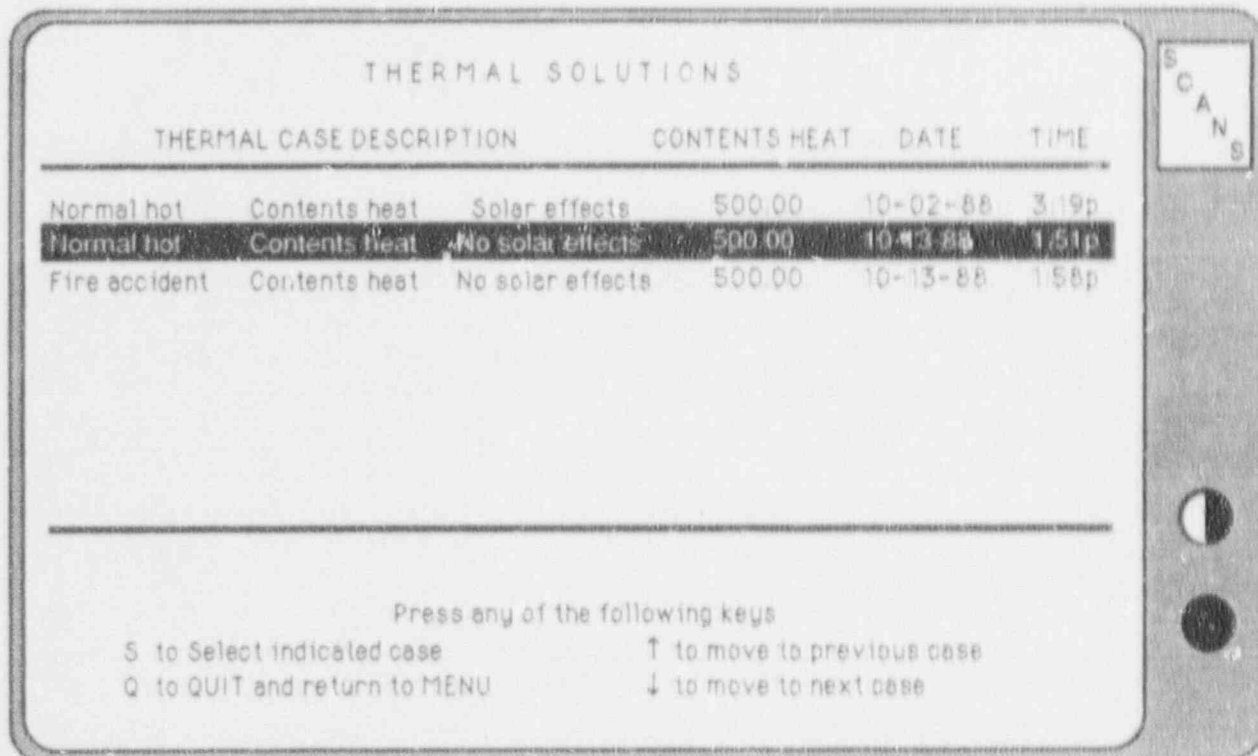 THERMAL SOLUTIONS
THERMAL CASE DESCRIPTION CONTENTS HEAT DATE TIME
Normal hot Contents heat Solar effects 500.00 10-02-88 3:19p
Normal hot Contents heat No solar effects 500.00 10-13-88 1:51p
Fire accident Contents heat No solar effects 500.00 10-13-88 1:58p
Press any of the following keys
S to Select indicated case ↑ to move to previous case
Q to QUIT and return to MENU ↓ to move to next case
SCANS